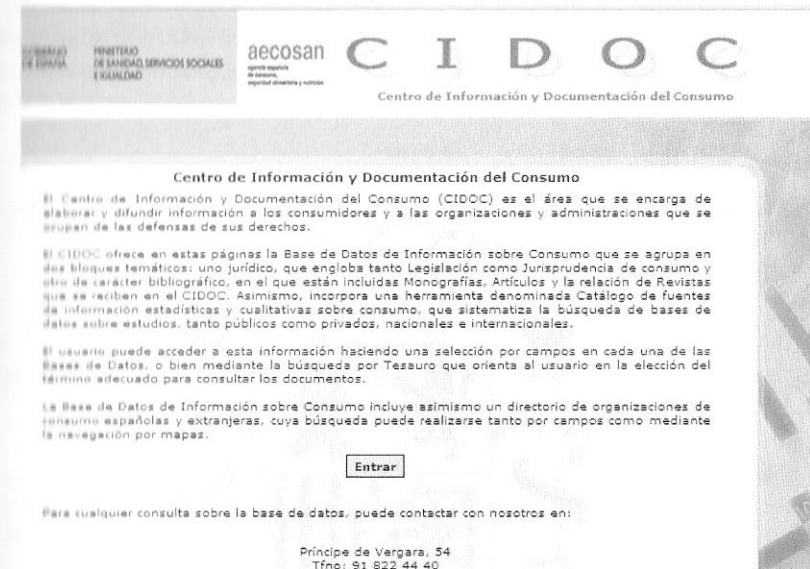 GOBIERNO DE ESPAÑA
MINISTERIO
DE SANIDAD, SERVICIOS SOCIALES
E IGUALDAD
aecosan
agencia española
de consumo,
seguridad alimentaria y nutrición
CIDOC
Centro de Información y Documentación del Consumo
Centro de Información y Documentación del Consumo
El Centro de Información y Documentación del Consumo (CIDOC) es el área que se encarga de
elaborar y difundir información a los consumidores y a las organizaciones y administraciones que se
ocupan de las defensas de sus derechos.
El CIDOC ofrece en estas páginas la Base de Datos de Información sobre Consumo que se agrupa en
dos bloques temáticos: uno jurídico, que engloba tanto Legislación como Jurisprudencia de consumo y
otro de carácter bibliográfico, en el que están incluidas Monografías, Artículos y la relación de Revistas
que se reciben en el CIDOC. Asimismo, incorpora una herramienta denominada Catálogo de fuentes
de información estadísticas y cualitativas sobre consumo, que sistematiza la búsqueda de bases de
datos sobre estudios, tanto públicos como privados, nacionales e internacionales.
El usuario puede acceder a esta información haciendo una selección por campos en cada una de las
Bases de Datos, o bien mediante la búsqueda por Tesauro que orienta al usuario en la elección del
término adecuado para consultar los documentos.
La Base de Datos de Información sobre Consumo incluye asimismo un directorio de organizaciones de
consumo españolas y extranjeras, cuya búsqueda puede realizarse tanto por campos como mediante
la navegación por mapas.
Entrar
Para cualquier consulta sobre la base de datos, puede contactar con nosotros en:
Príncipe de Vergara, 54
Tfno: 91 822 44 40